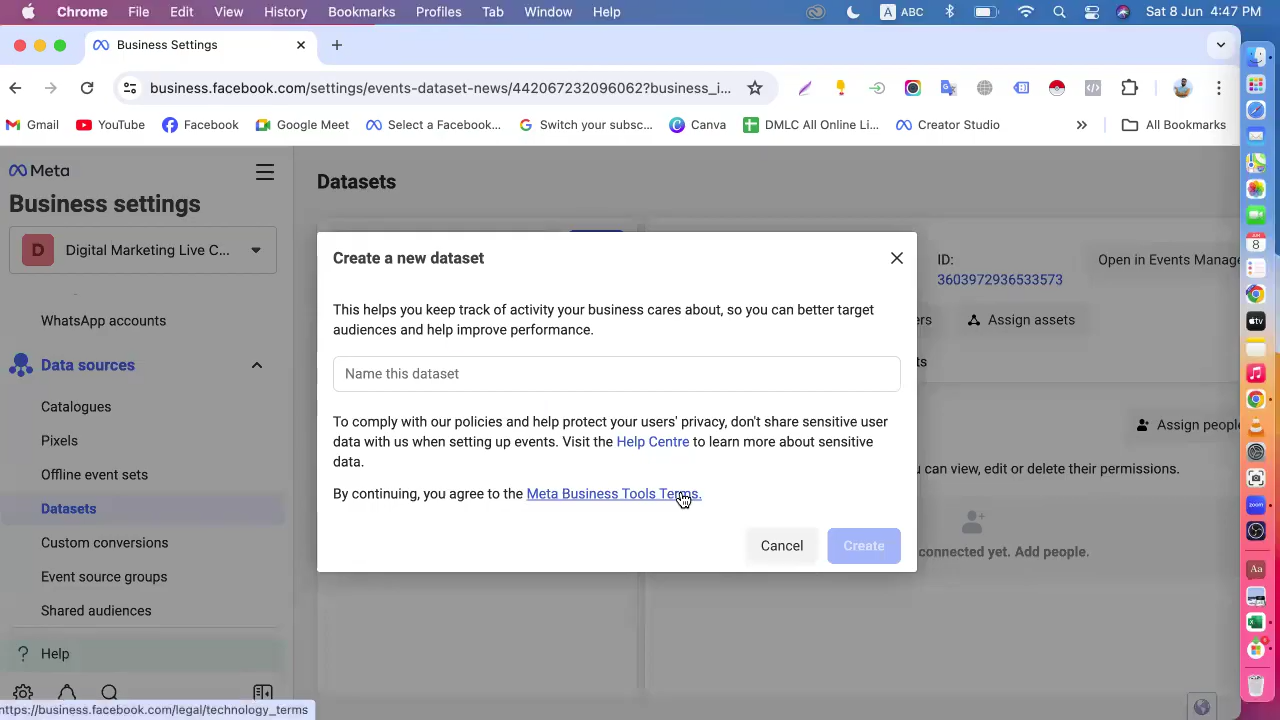 Chrome File Edit View History Bookmarks Profiles Tab Window Help A ABC Sat 8 Jun 4:47 PM
Business Settings
business.facebook.com/settings/events-dataset-news/442067232096062?business_i...
Gmail YouTube Facebook Google Meet Select a Facebook... Switch your subsc... Canva DMLC All Online Li... Creator Studio » All Bookmarks
Meta
Business settings
D Digital Marketing Live C...
WhatsApp accounts
Data sources
Catalogues
Pixels
Offline event sets
Datasets
Custom conversions
Event source groups
Shared audiences
? Help
https://business.facebook.com/legal/technology_terms
Datasets
ID:
3603972936533573
Open in Events Manage
ers
Assign assets
ts
Assign people
u can view, edit or delete their permissions.
connected yet. Add people.
Create a new dataset
This helps you keep track of activity your business cares about, so you can better target
audiences and help improve performance.
Name this dataset
To comply with our policies and help protect your users' privacy, don't share sensitive user
data with us when setting up events. Visit the Help Centre to learn more about sensitive
data.
By continuing, you agree to the Meta Business Tools Terms.
Cancel
Create